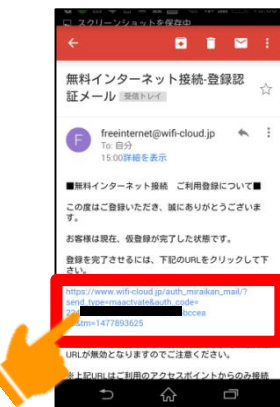 スクリーンショットを保存中
無料インターネット接続-登録認
証メール 受信トレイ
F
freeinternet@wifi-cloud.jp
To: 自分
15:00詳細を表示
■無料インターネット接続 ご利用登録について■
この度はご登録いただき、誠にありがとうございま
す。
お客様は現在、仮登録が完了した状態です。
登録を完了させるには、下記のURLをクリックして下
さい。
https://www.wifi-cloud.jp/auth_miraikan_mail/?
send_type=maactvate&auth_code=
224 bccea
&tm=1477893625
URLが無効となりますのでご注意ください。
※上記URLはご利用のアクセスポイントからのみ接続